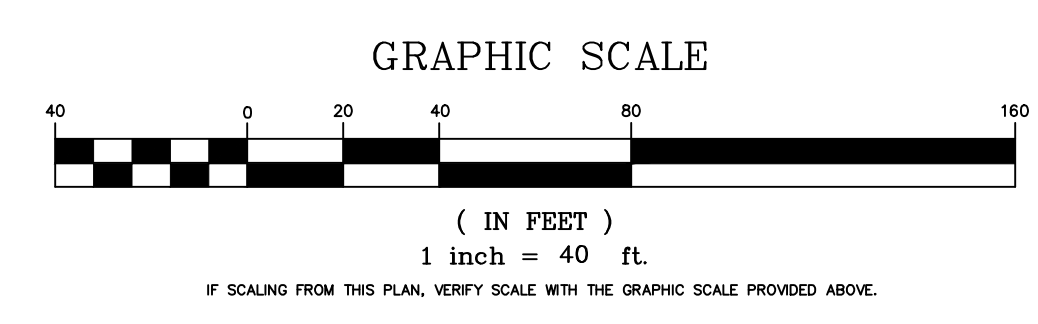 GRAPHIC SCALE
40 0 20 40 80 160
( IN FEET )
1 inch = 40 ft.
IF SCALING FROM THIS PLAN, VERIFY SCALE WITH THE GRAPHIC SCALE PROVIDED ABOVE.